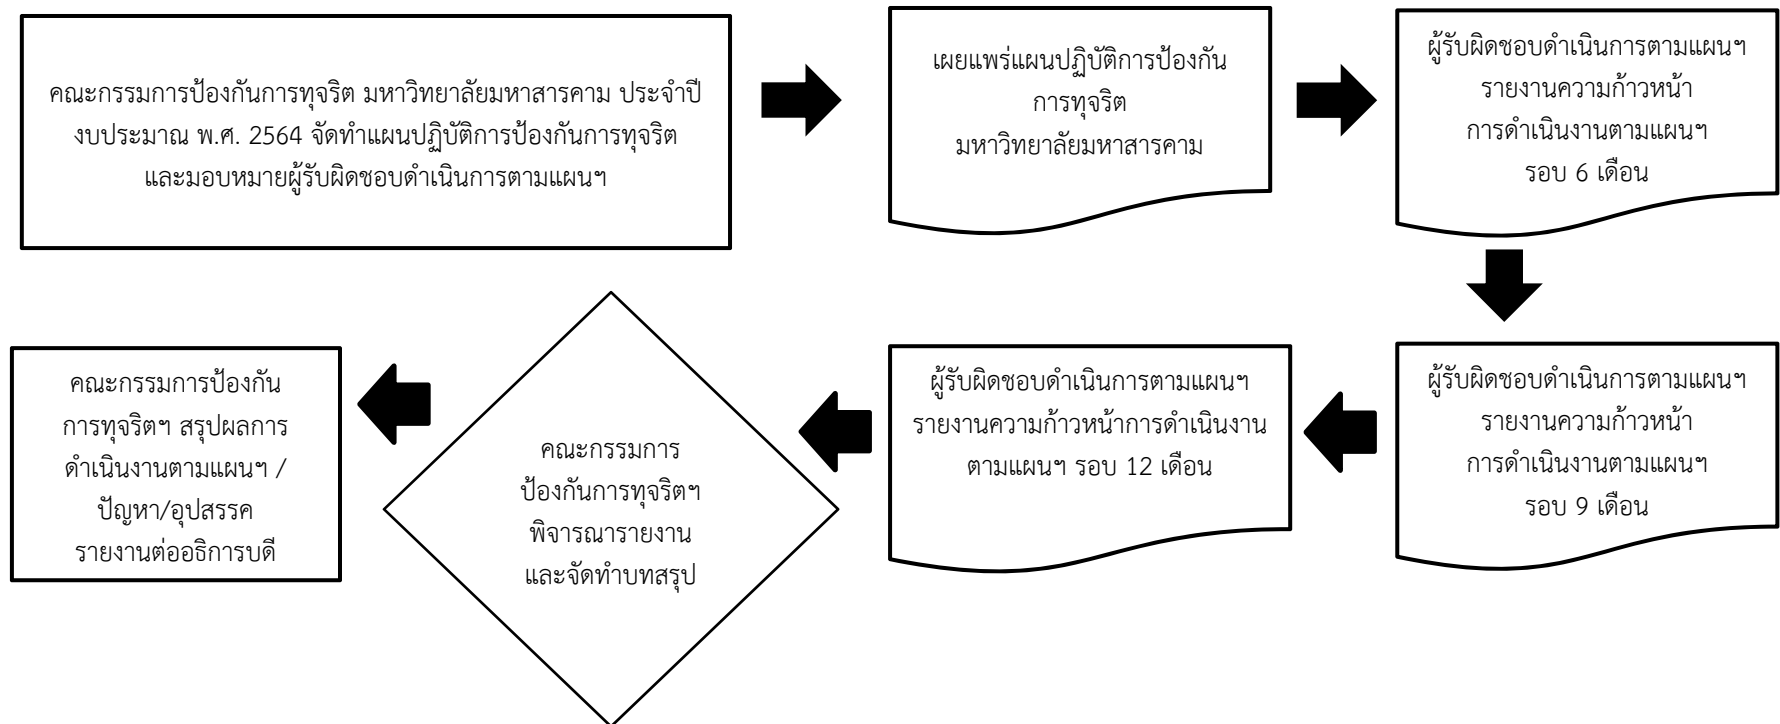 คณะกรรมการป้องกันการทุจริต มหาวิทยาลัยมหาสารคาม ประจำปี
งบประมาณ พ.ศ. 2564 จัดทำแผนปฏิบัติการป้องกันการทุจริต
และมอบหมายผู้รับผิดชอบดำเนินการตามแผนฯ
เผยแพร่แผนปฏิบัติการป้องกัน
การทุจริต
มหาวิทยาลัยมหาสารคาม
ผู้รับผิดชอบดำเนินการตามแผนฯ
รายงานความก้าวหน้า
การดำเนินงานตามแผนฯ
รอบ 6 เดือน
ผู้รับผิดชอบดำเนินการตามแผนฯ
รายงานความก้าวหน้า
การดำเนินงานตามแผนฯ
รอบ 9 เดือน
ผู้รับผิดชอบดำเนินการตามแผนฯ
รายงานความก้าวหน้าการดำเนินงาน
ตามแผนฯ รอบ 12 เดือน
คณะกรรมการ
ป้องกันการทุจริตฯ
พิจารณารายงาน
และจัดทำบทสรุป
คณะกรรมการป้องกัน
การทุจริตฯ สรุปผลการ
ดำเนินงานตามแผนฯ /
ปัญหา/อุปสรรค
รายงานต่ออธิการบดี